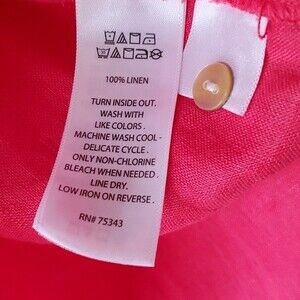 100% LINEN
TURN INSIDE OUT.
WASH WITH
LIKE COLORS .
MACHINE WASH COOL -
DELICATE CYCLE .
ONLY NON-CHLORINE
BLEACH WHEN NEEDED .
LINE DRY.
LOW IRON ON REVERSE .
RN# 75343